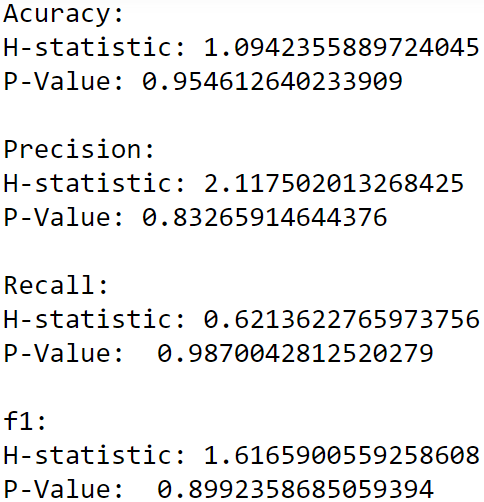 Acuracy:
H-statistic: 1.0942355889724045
P-Value: 0.954612640233909
Precision:
H-statistic: 2.117502013268425
P-Value: 0.83265914644376
Recall:
H-statistic: 0.6213622765973756
P-Value:  0.9870042812520279
f1:
H-statistic: 1.6165900559258608
P-Value:  0.8992358685059394